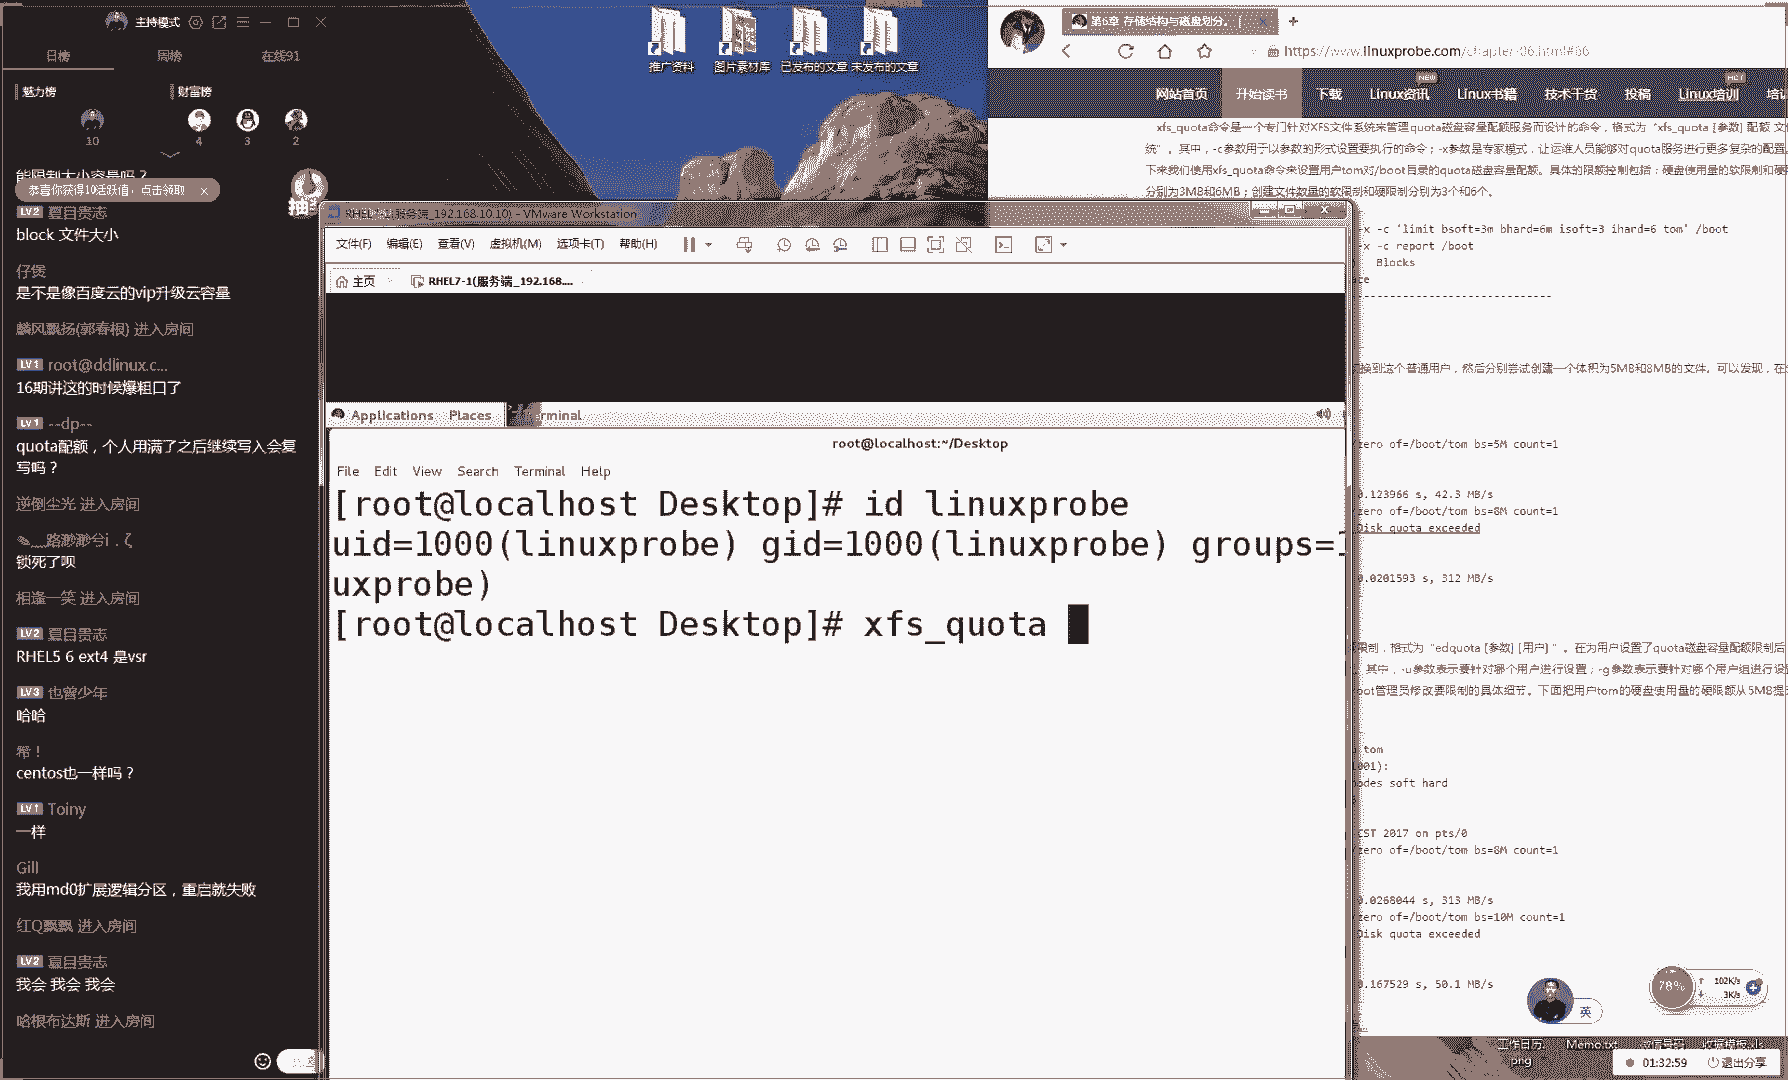 主持模式
日榜 周榜 在线91
魅力榜 财富榜
10 4 3 2
能限制大小容量吗？
恭喜你获得10活跃值，点击领取
LV2 夏目贵志
block 文件大小
仔煲
是不是像百度云的vip升级云容量
麟风飘扬(郭春根) 进入房间
LV1 root@ddlinux.c...
16期讲这的时候爆粗口了
LV1 --dp--
quota配额，个人用满了之后继续写入会复
写吗？
逆倒尘光 进入房间
锁死了呗
相逢一笑 进入房间
LV2 夏目贵志
RHEL5 6 ext4 是vsr
LV3 也曾少年
哈哈
希！
centos也一样吗？
LV1 Toiny
一样
Gill
我用md0扩展逻辑分区，重启就失败
红Q飘飘 进入房间
LV2 夏目贵志
我会 我会 我会
哈根布达斯 进入房间
推广资料 图片素材库 已发布的文章 未发布的文章
第6章 存储结构与磁盘划分。
https://www.linuxprobe.com/chapter-06.html#66
网站首页 开始读书 下载 Linux资讯 NEW Linux书籍 技术干货 投稿 Linux培训 HOT
xfs_quota命令是一个专门针对XFS文件系统来管理quota磁盘容量配额服务而设计的命令，格式为“xfs_quota [参数] 配额 文件
统”。其中，-c参数用于以参数的形式设置要执行的命令；-x参数是专家模式，让运维人员能够对quota服务进行更多复杂的配置。
下来我们使用xfs_quota命令来设置用户tom对/boot目录的quota磁盘容量配额。具体的限额控制包括：硬盘使用量的软限制和硬
分别为3MB和6MB；创建文件数量的软限制和硬限制分别为3个和6个。
-x -c 'limit bsoft=3m bhard=6m isoft=3 ihard=6 tom' /boot
-x -c report /boot
Blocks
----------------------------
换到这个普通用户，然后分别尝试创建一个体积为5MB和8MB的文件。可以发现，在
/zero of=/boot/tom bs=5M count=1
0.123966 s, 42.3 MB/s
/zero of=/boot/tom bs=8M count=1
Disk quota exceeded
0.0201593 s, 312 MB/s
限制，格式为“edquota [参数] [用户] ”。在为用户设置了quota磁盘容量配额限制后
其中，-u参数表示要针对哪个用户进行设置；-g参数表示要针对哪个用户组进行设
root管理员修改要限制的具体细节。下面把用户tom的硬盘使用量的硬限额从5MB提
tom
001):
nodes soft hard
CST 2017 on pts/0
/zero of=/boot/tom bs=8M count=1
0.0268044 s, 313 MB/s
/zero of=/boot/tom bs=10M count=1
Disk quota exceeded
0.167529 s, 50.1 MB/s
RHEL7-1(服务端_192.168.10.10) - VMware Workstation
文件(F) 编辑(E) 查看(V) 虚拟机(M) 选项卡(T) 帮助(H)
主页 RHEL7-1(服务端_192.168....
Applications Places Terminal
root@localhost:~/Desktop
File Edit View Search Terminal Help
[root@localhost Desktop]# id linuxprobe
uid=1000(linuxprobe) gid=1000(linuxprobe) groups=1
uxprobe)
[root@localhost Desktop]# xfs_quota
78% 102K/s
3K/s
英
工作日历. Memo.txt 微信号码 收稿模板.xls
png
01:32:59 退出分享